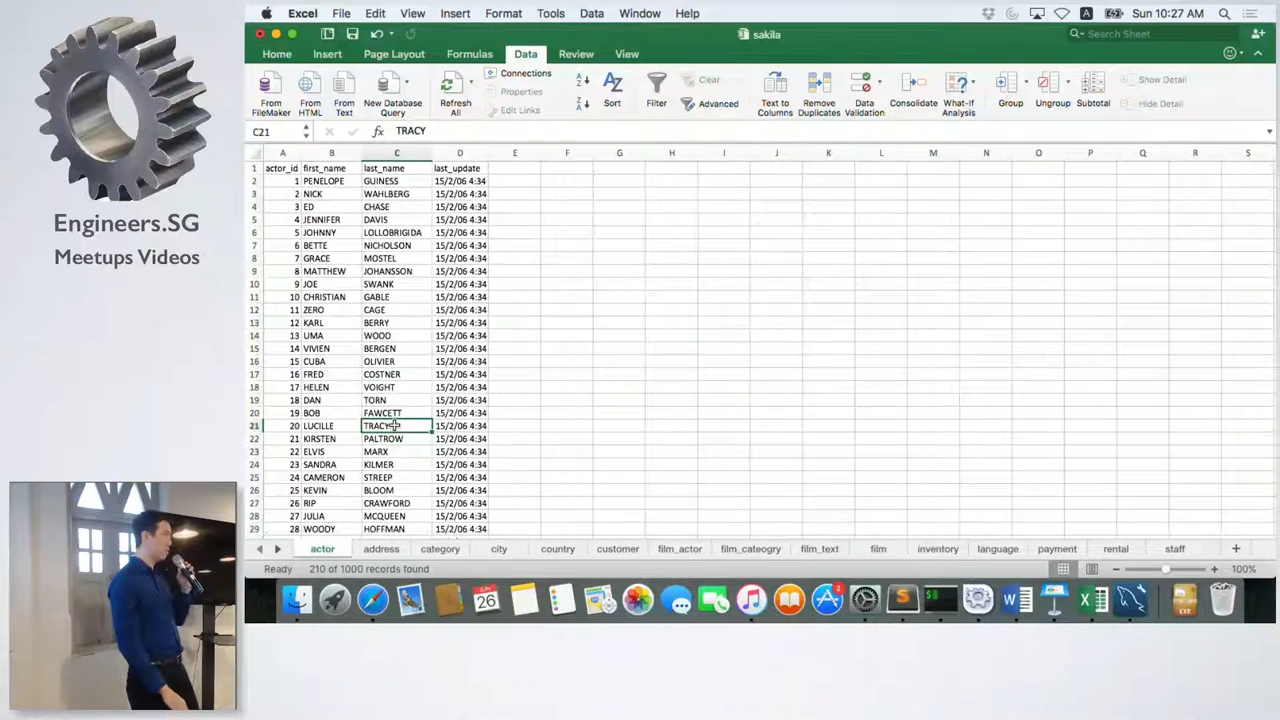 Engineers.SG
Meetups Videos
Excel File Edit View Insert Format Tools Data Window Help
Sun 10:27 AM
sakila
Search Sheet
Home Insert Page Layout Formulas Data Review View
From FileMaker
From HTML
From Text
New Database Query
Refresh All
Connections
Properties
Edit Links
Sort
Filter
Clear
Advanced
Text to Columns
Remove Duplicates
Data Validation
Consolidate
What-If Analysis
Group
Ungroup
Subtotal
Show Detail
Hide Detail
C21 fx TRACY
A B C D E F G H I J K L M N O P Q R S
1 actor_id first_name last_name last_update
2 1 PENELOPE GUINESS 15/2/06 4:34
3 2 NICK WAHLBERG 15/2/06 4:34
4 3 ED CHASE 15/2/06 4:34
5 4 JENNIFER DAVIS 15/2/06 4:34
6 5 JOHNNY LOLLOBRIGIDA 15/2/06 4:34
7 6 BETTE NICHOLSON 15/2/06 4:34
8 7 GRACE MOSTEL 15/2/06 4:34
9 8 MATTHEW JOHANSSON 15/2/06 4:34
10 9 JOE SWANK 15/2/06 4:34
11 10 CHRISTIAN GABLE 15/2/06 4:34
12 11 ZERO CAGE 15/2/06 4:34
13 12 KARL BERRY 15/2/06 4:34
14 13 UMA WOOD 15/2/06 4:34
15 14 VIVIEN BERGEN 15/2/06 4:34
16 15 CUBA OLIVIER 15/2/06 4:34
17 16 FRED COSTNER 15/2/06 4:34
18 17 HELEN VOIGHT 15/2/06 4:34
19 18 DAN TORN 15/2/06 4:34
20 19 BOB FAWCETT 15/2/06 4:34
21 20 LUCILLE TRACY 15/2/06 4:34
22 21 KIRSTEN PALTROW 15/2/06 4:34
23 22 ELVIS MARX 15/2/06 4:34
24 23 SANDRA KILMER 15/2/06 4:34
25 24 CAMERON STREEP 15/2/06 4:34
26 25 KEVIN BLOOM 15/2/06 4:34
27 26 RIP CRAWFORD 15/2/06 4:34
28 27 JULIA MCQUEEN 15/2/06 4:34
29 28 WOODY HOFFMAN 15/2/06 4:34
actor address category city country customer film_actor film_cateogry film_text film inventory language payment rental staff
Ready 210 of 1000 records found
100%
26
2
EXE